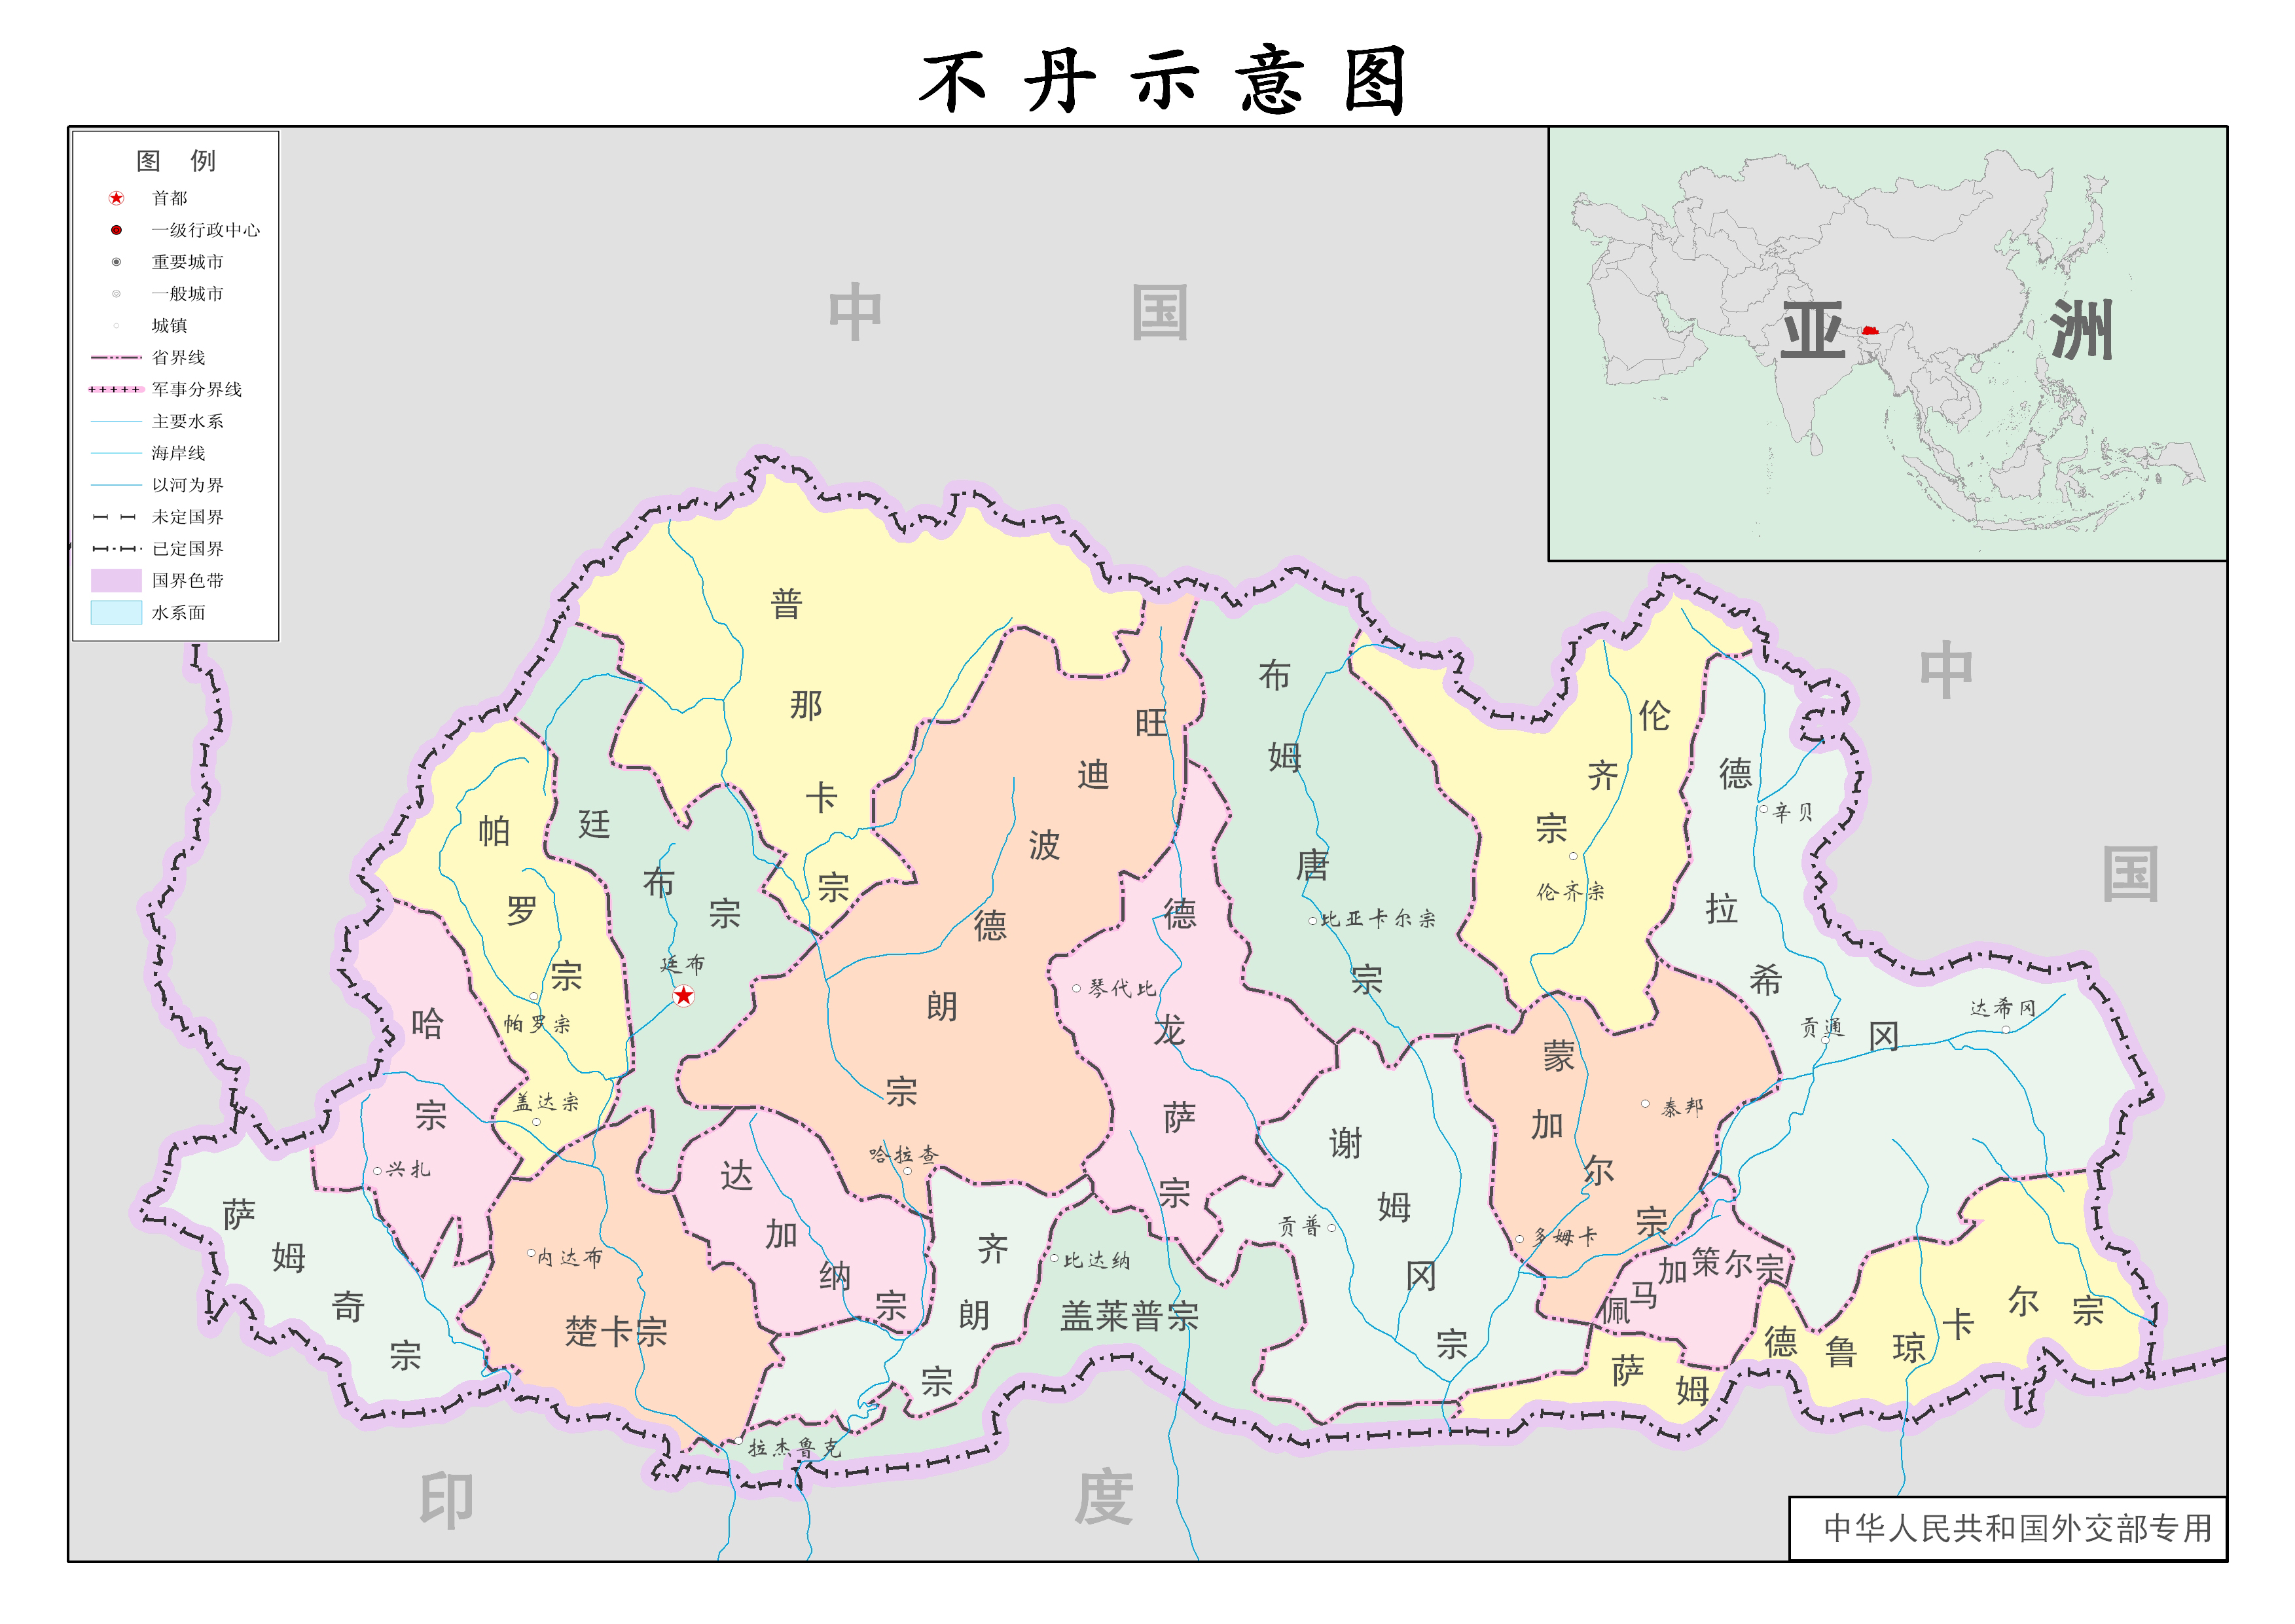 不丹示意图
图 例
首都
一级行政中心
重要城市
一般城市
城镇
省界线
军事分界线
主要水系
海岸线
以河为界
未定国界
已定国界
国界色带
水系面
亚洲
中国
中国
印度
普那卡宗
旺迪波德朗宗
布姆唐宗
伦齐宗
德拉希冈
帕罗宗
廷布宗
哈宗
德龙萨宗
蒙加尔宗
谢姆冈宗
萨姆奇宗
楚卡宗
达加纳宗
齐朗宗
盖莱普宗
佩马加策尔宗
萨姆德鲁琼卡尔宗
辛贝
伦齐宗
比亚卡尔宗
廷布
琴代比
帕罗宗
贡通
达希冈
盖达宗
泰邦
哈拉查
兴扎
贡普
多姆卡
内达布
比达纳
拉杰鲁克
中华人民共和国外交部专用